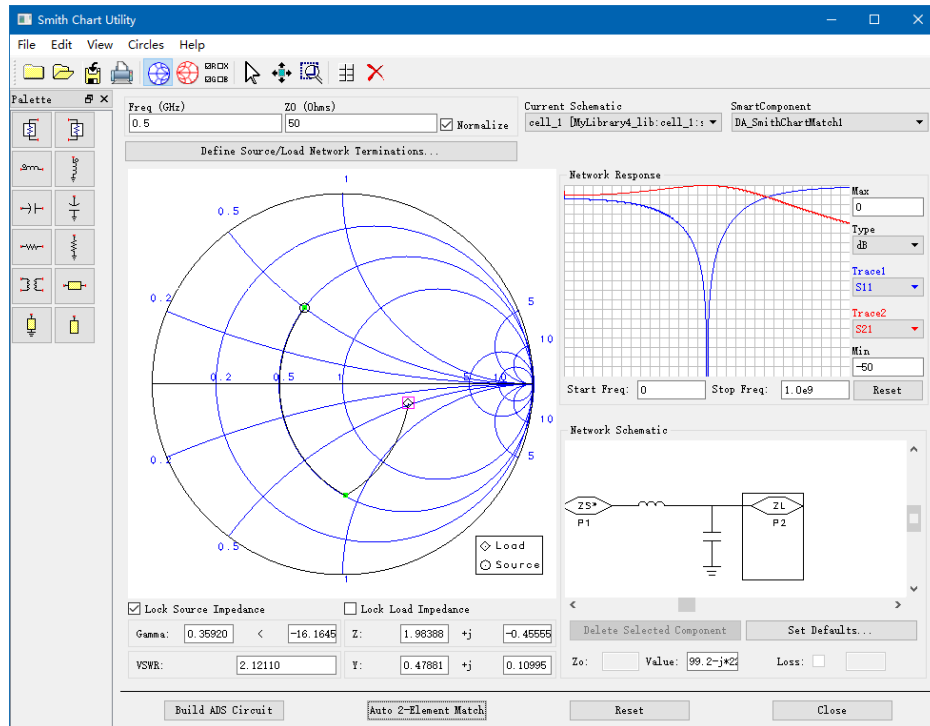 Smith Chart Utility
File Edit View Circles Help
Palette
Freq (GHz)
Z0 (Ohms)
0.5
50
Normalize
Current Schematic
SmartComponent
cell_1 [MyLibrary4_lib:cell_1:s
DA_SmithChartMatch1
Define Source/Load Network Terminations...
1
0.5
0.2
5
10
0.2 0.5 1 5 10
10
5
0.2
0.5
1
Load
Source
Network Response
Max
0
Type
dB
Trace1
S11
Trace2
S21
Min
-50
Start Freq: 0 Stop Freq: 1.0e9 Reset
Network Schematic
ZS*
P1
ZL
P2
Lock Source Impedance
Lock Load Impedance
Gamma: 0.35920 < -16.1645 Z: 1.98388 +j -0.45555
VSWR: 2.12110 Y: 0.47881 +j 0.10995
Delete Selected Component
Set Defaults...
Zo: Value: 99.2-j*22 Loss:
Build ADS Circuit
Auto 2-Element Match
Reset
Close